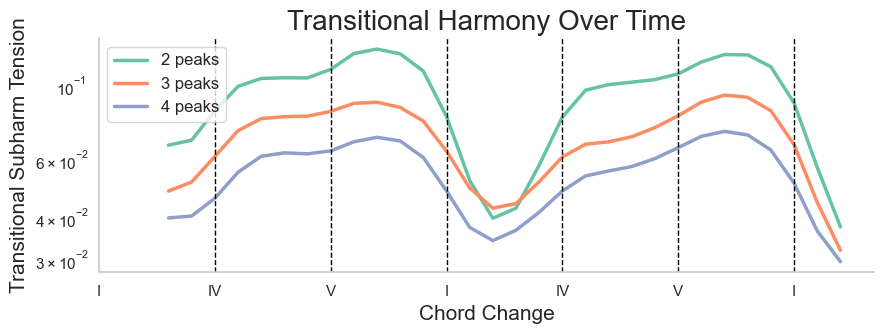 Transitional Harmony Over Time
Transitional Subharm Tension
10⁻¹
6 × 10⁻²
4 × 10⁻²
3 × 10⁻²
2 peaks
3 peaks
4 peaks
I IV V I IV V I
Chord Change